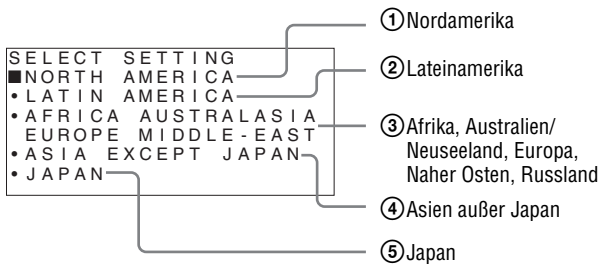 SELECT SETTING
■NORTH AMERICA
•LATIN AMERICA
•AFRICA AUSTRALASIA
EUROPE MIDDLE-EAST
•ASIA EXCEPT JAPAN
•JAPAN
①Nordamerika
②Lateinamerika
③Afrika, Australien/
Neuseeland, Europa,
Naher Osten, Russland
④Asien außer Japan
⑤Japan